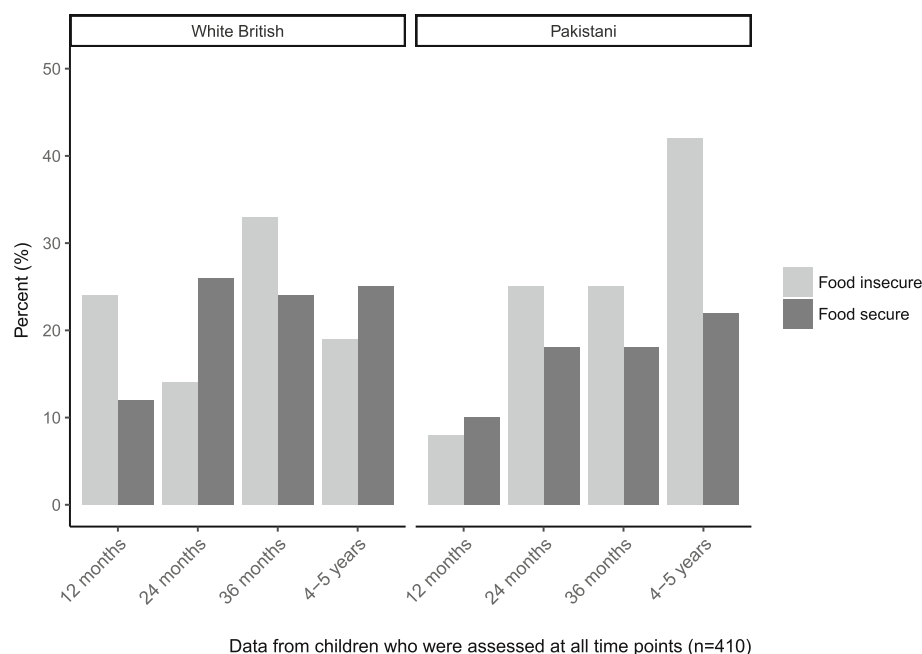 White British
Pakistani
50
40
30
20
10
0
Percent (%)
12 months
24 months
36 months
4–5 years
12 months
24 months
36 months
4–5 years
Food insecure
Food secure
Data from children who were assessed at all time points (n=410)